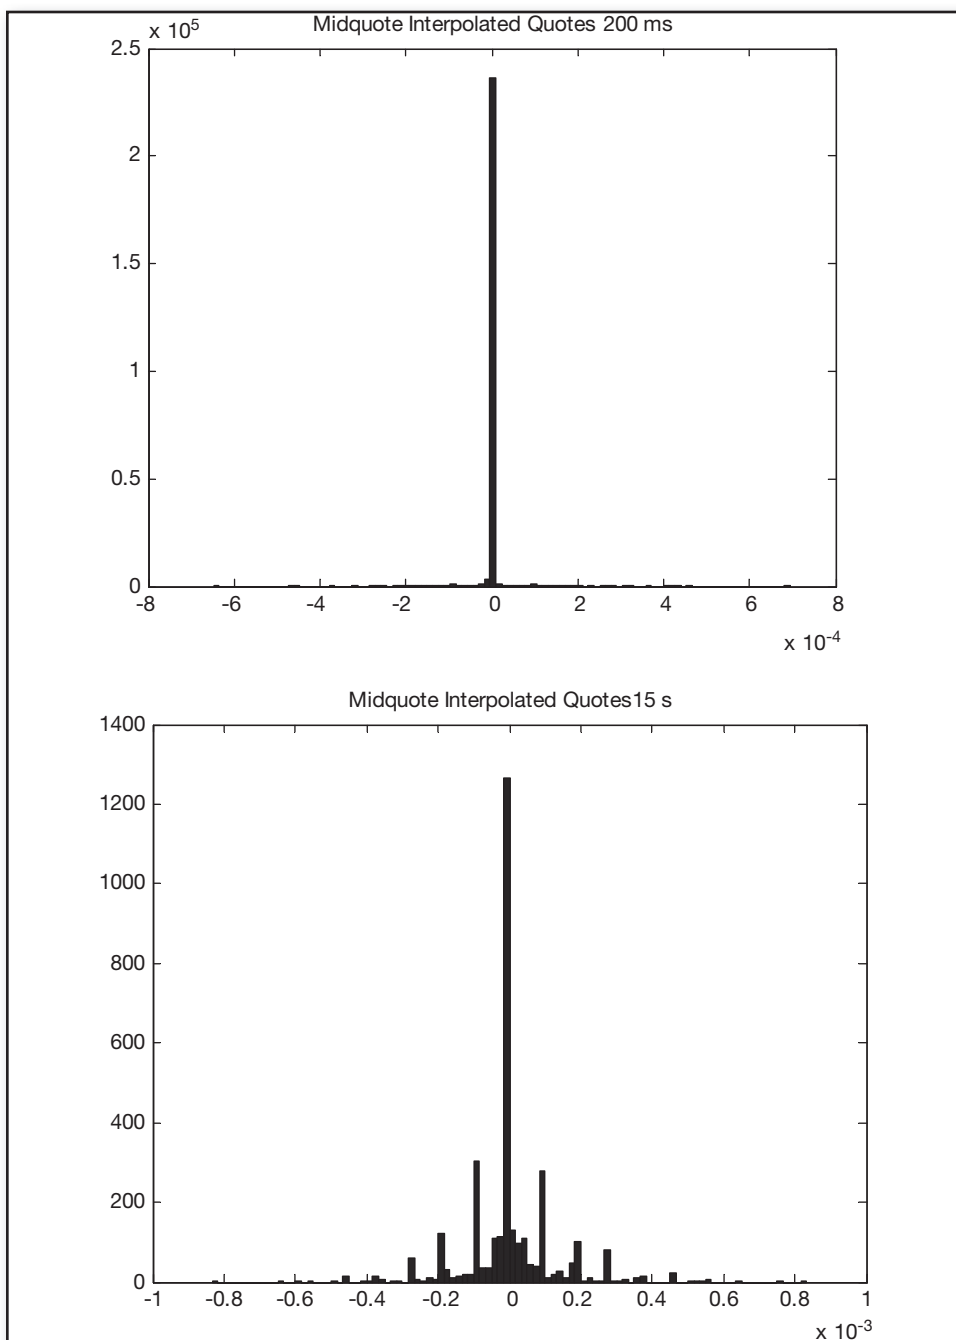 Midquote Interpolated Quotes 200 ms
x 10⁵
2.5
2
1.5
1
0.5
0
-8 -6 -4 -2 0 2 4 6 8
x 10⁻⁴
Midquote Interpolated Quotes15 s
1400
1200
1000
800
600
400
200
0
-1 -0.8 -0.6 -0.4 -0.2 0 0.2 0.4 0.6 0.8 1
x 10⁻³